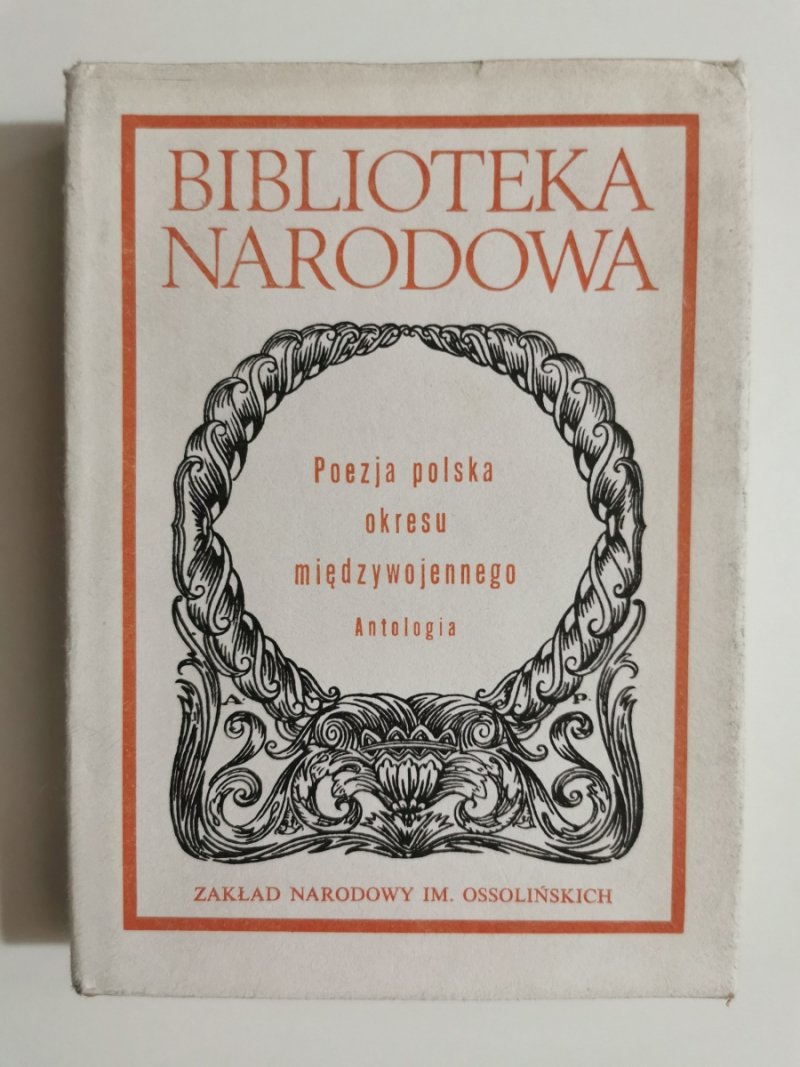 BIBLIOTEKA
NARODOWA
Poezja polska
okresu
międzywojennego
Antologia
A. P.
ZAKŁAD NARODOWY IM. OSSOLIŃSKICH